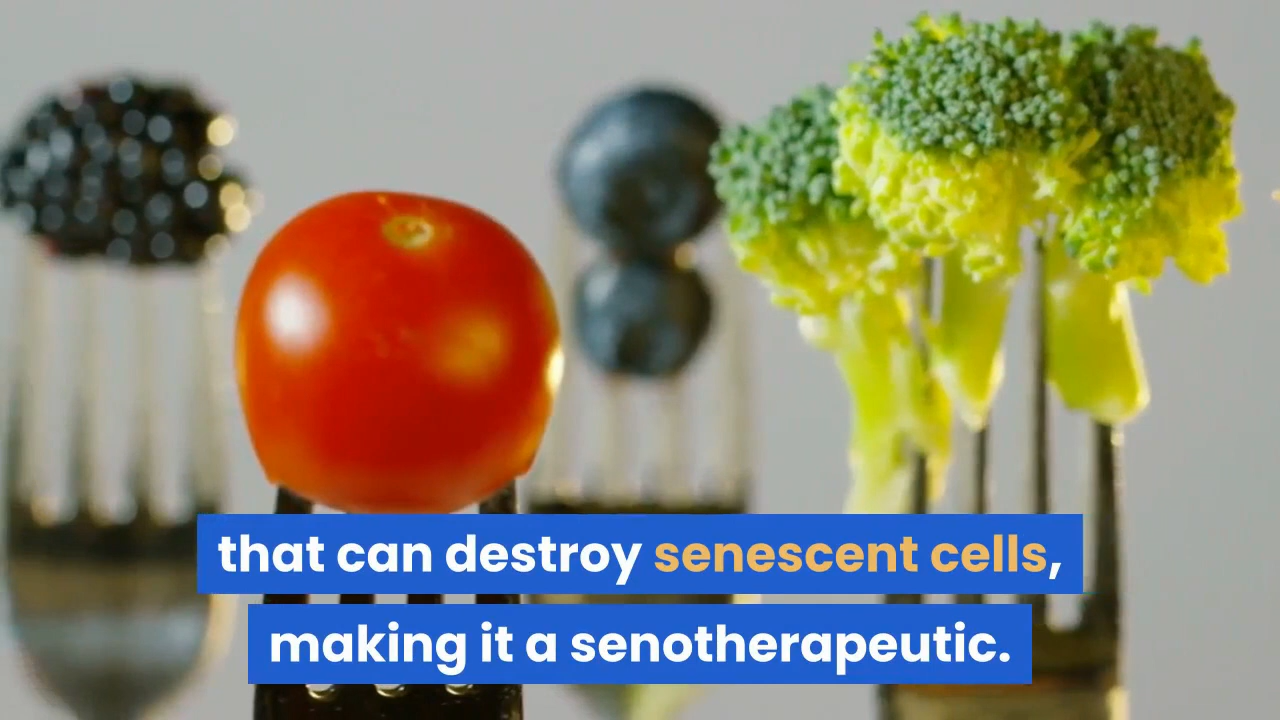 that can destroy senescent cells,
making it a senotherapeutic.